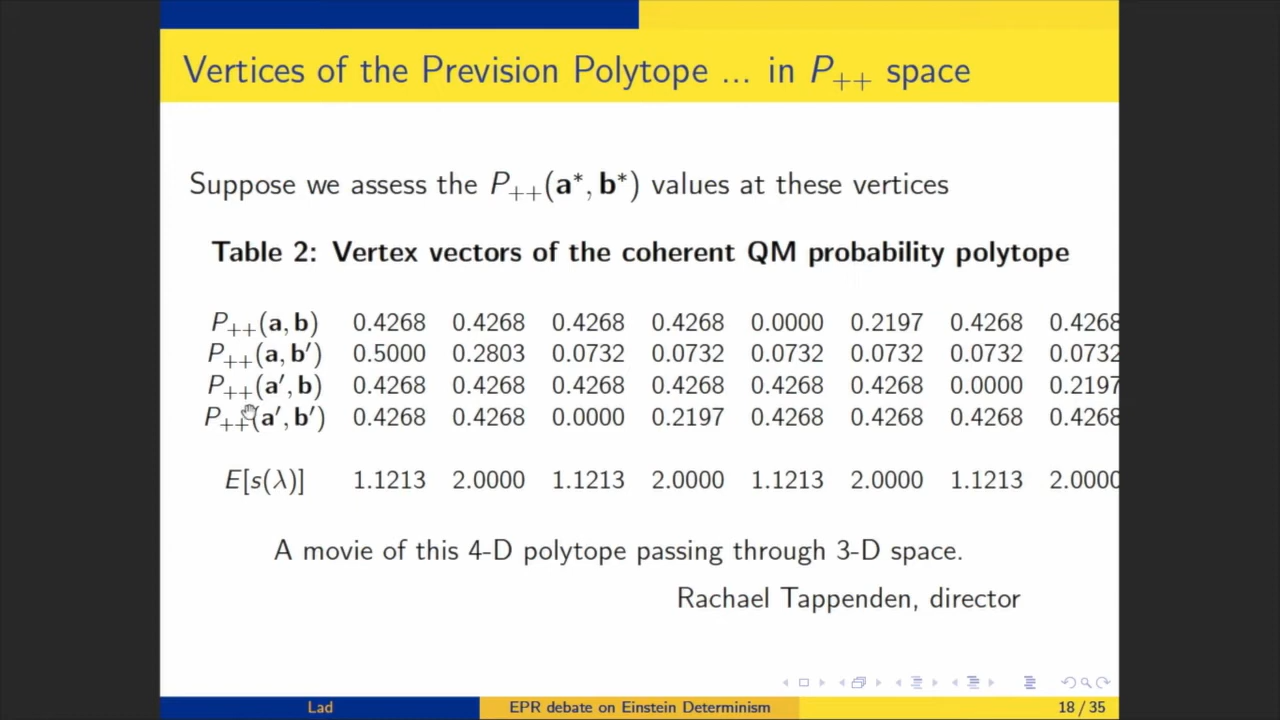 Vertices of the Prevision Polytope ... in P₊₊ space
Suppose we assess the P₊₊(a*, b*) values at these vertices
Table 2: Vertex vectors of the coherent QM probability polytope
P₊₊(a, b) 0.4268 0.4268 0.4268 0.4268 0.0000 0.2197 0.4268 0.4268
P₊₊(a, b′) 0.5000 0.2803 0.0732 0.0732 0.0732 0.0732 0.0732 0.0732
P₊₊(a′, b) 0.4268 0.4268 0.4268 0.4268 0.4268 0.4268 0.0000 0.2197
P₊₊(a′, b′) 0.4268 0.4268 0.0000 0.2197 0.4268 0.4268 0.4268 0.4268
E[s(λ)] 1.1213 2.0000 1.1213 2.0000 1.1213 2.0000 1.1213 2.0000
A movie of this 4-D polytope passing through 3-D space.
Rachael Tappenden, director
Lad EPR debate on Einstein Determinism 18 / 35